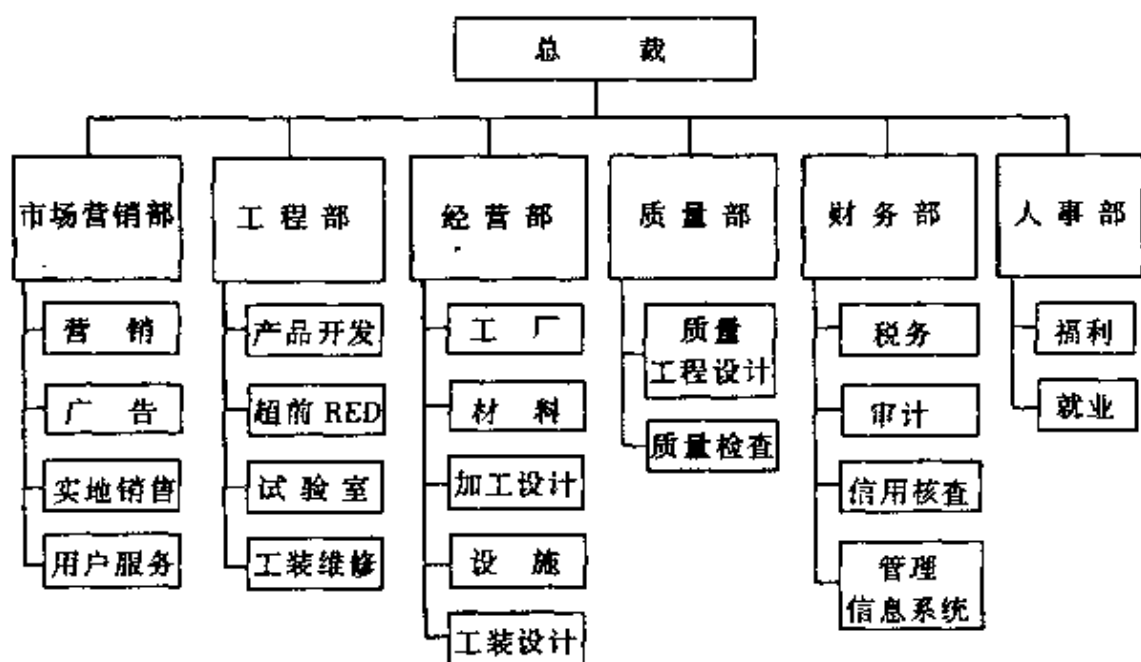 总裁
市场营销部
工程部
经营部
质量部
财务部
人事部
营销
广告
实地销售
用户服务
产品开发
超前 RED
试验室
工装维修
工厂
材料
加工设计
设施
工装设计
质量
工程设计
质量检查
税务
审计
信用核查
管理
信息系统
福利
就业